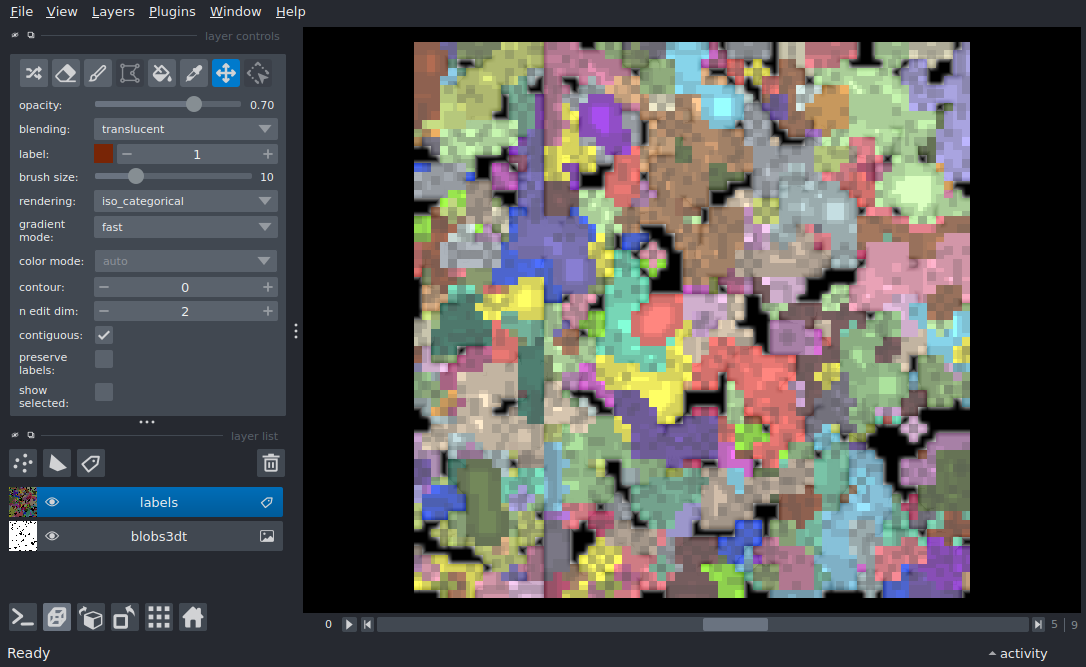 File View Layers Plugins Window Help
layer controls
opacity: 0.70
blending: translucent
label: 1
brush size: 10
rendering: iso_categorical
gradient
mode: fast
color mode: auto
contour: 0
n edit dim: 2
contiguous:
preserve
labels:
show
selected:
layer list
labels
blobs3dt
0 5 | 9
Ready activity